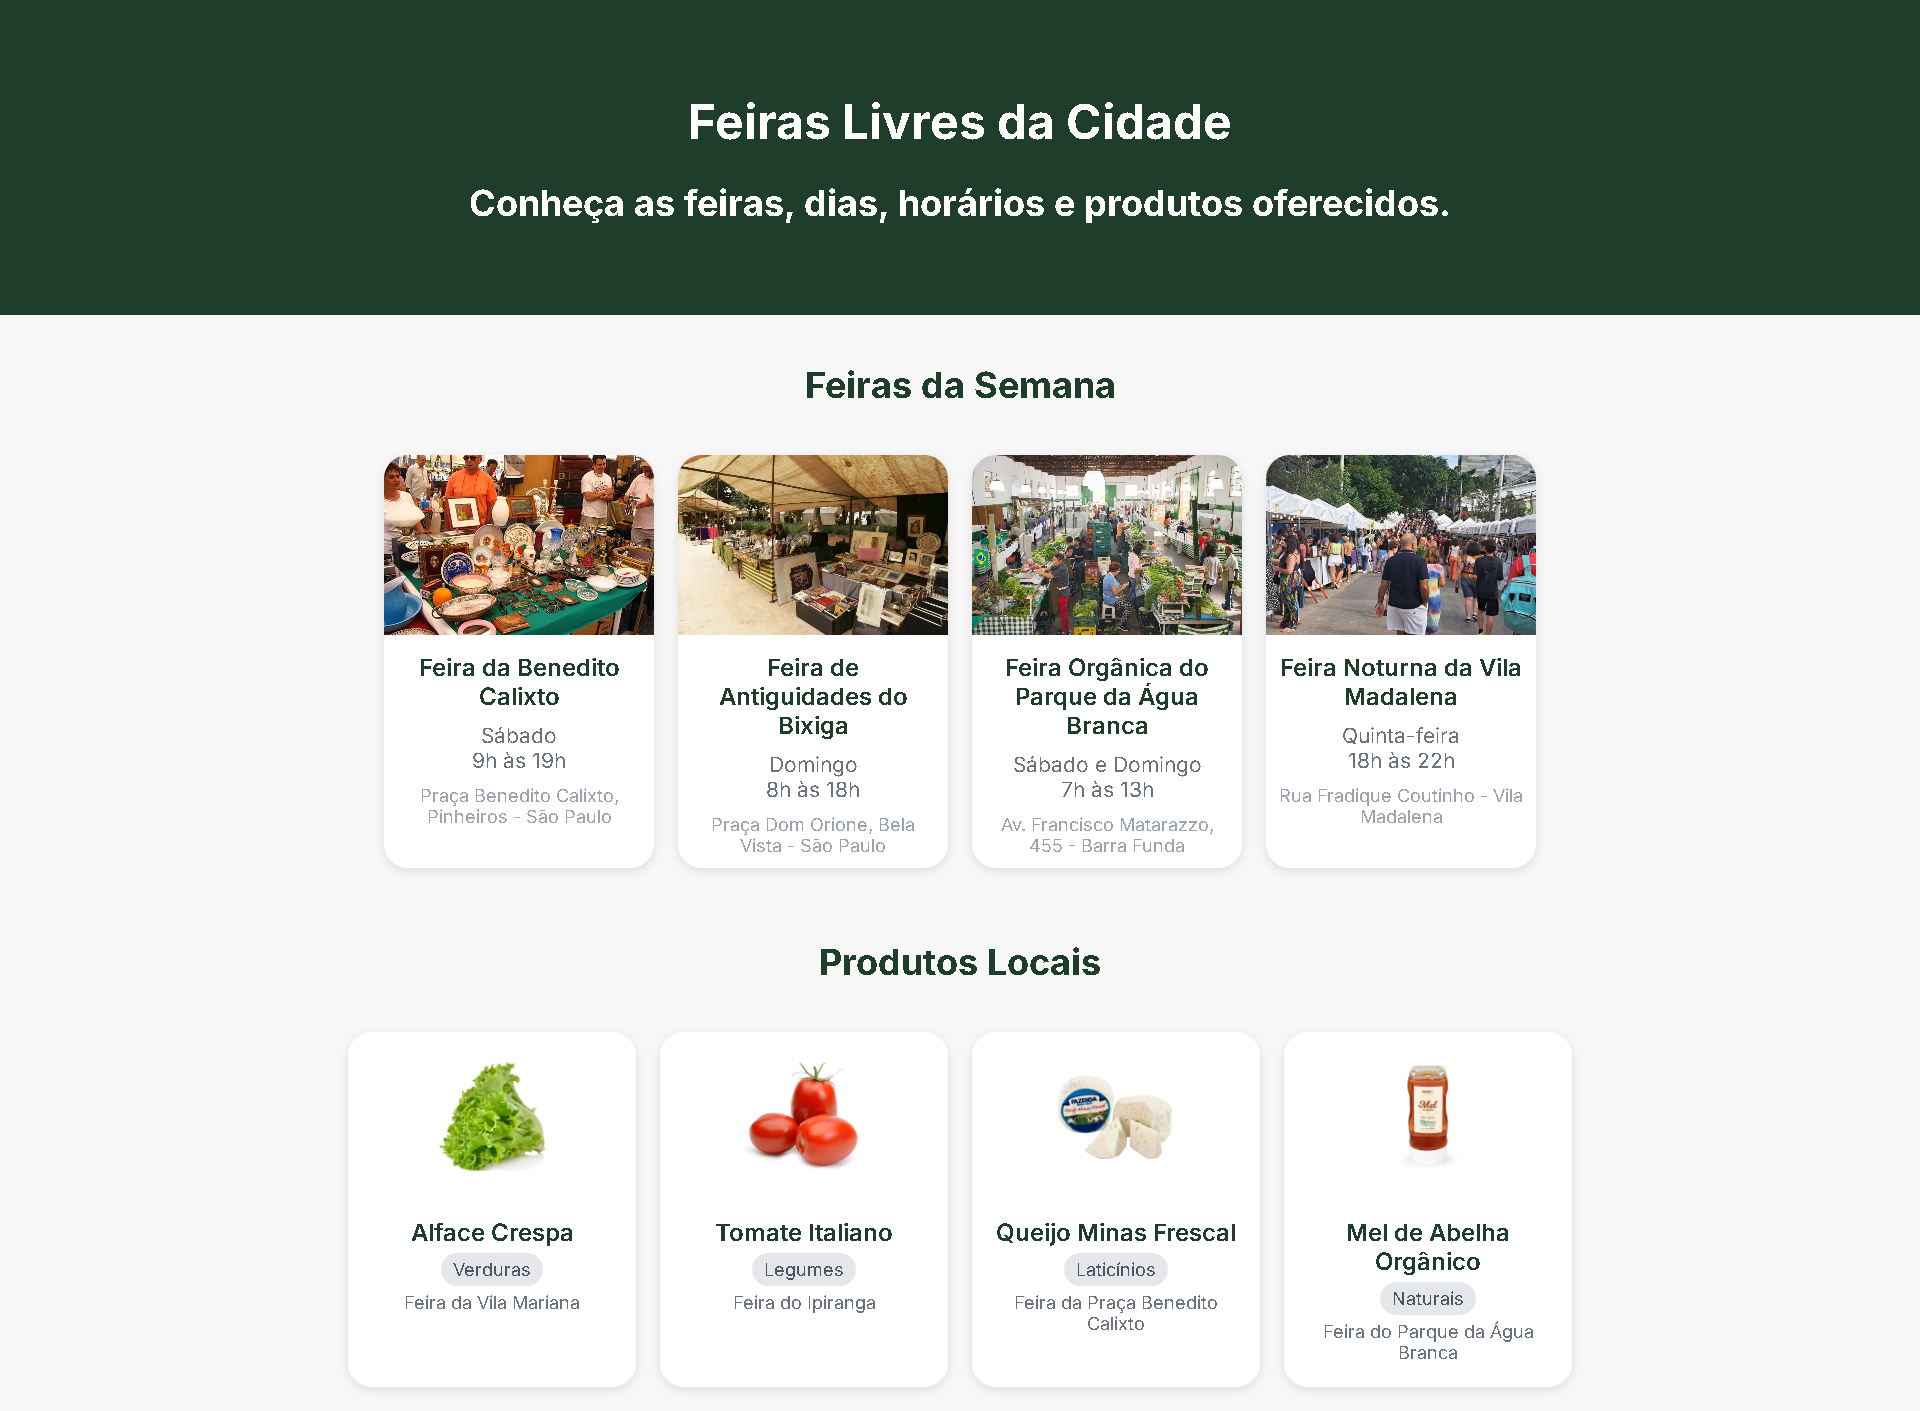 Feiras Livres da Cidade
Conheça as feiras, dias, horários e produtos oferecidos.
Feiras da Semana
Feira da Benedito
Calixto
Sábado
9h às 19h
Praça Benedito Calixto,
Pinheiros - São Paulo
Feira de
Antiguidades do
Bixiga
Domingo
8h às 18h
Praça Dom Orione, Bela
Vista - São Paulo
Feira Orgânica do
Parque da Água
Branca
Sábado e Domingo
7h às 13h
Av. Francisco Matarazzo,
455 - Barra Funda
Feira Noturna da Vila
Madalena
Quinta-feira
18h às 22h
Rua Fradique Coutinho - Vila
Madalena
Produtos Locais
Alface Crespa
Verduras
Feira da Vila Mariana
Tomate Italiano
Legumes
Feira do Ipiranga
FAZENDA
Queijo Minas Frescal
Laticínios
Feira da Praça Benedito
Calixto
Mel
Mel de Abelha
Orgânico
Naturais
Feira do Parque da Água
Branca